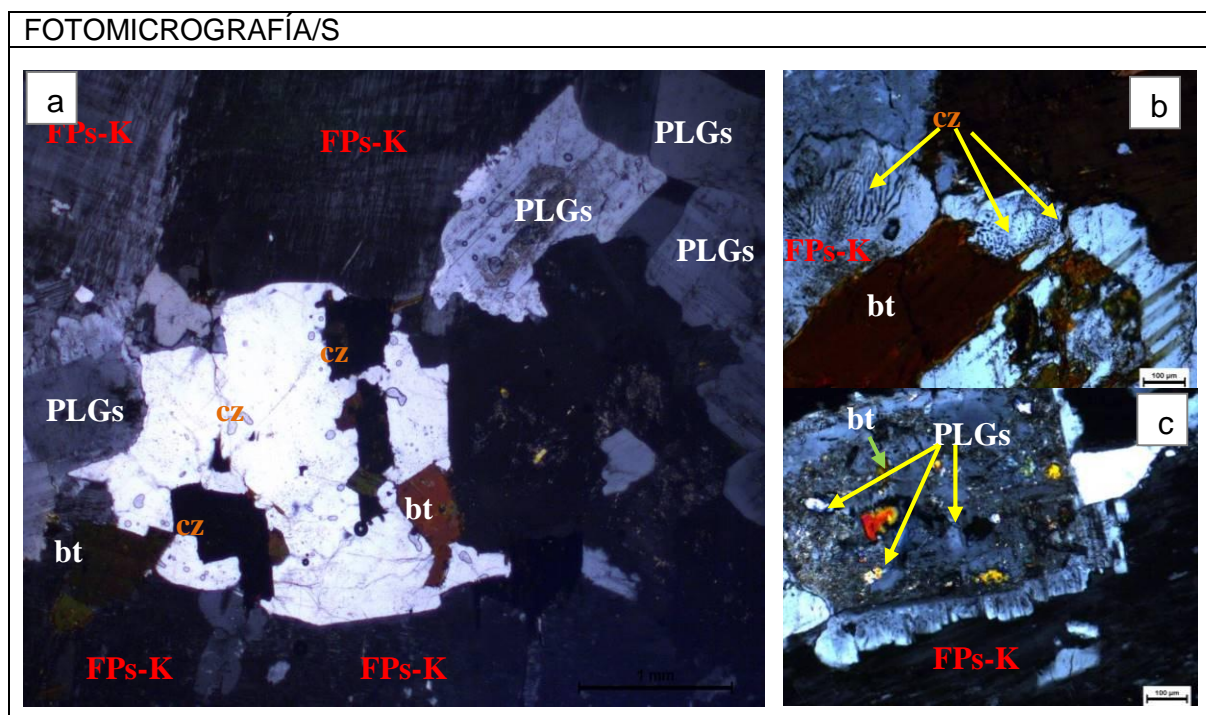 FOTOMICROGRAFÍA/S
a
FPs-K
FPs-K
PLGs
PLGs
PLGs
cz
PLGs
cz
cz
bt
bt
FPs-K
FPs-K
1 mm
b
cz
FPs-K
bt
100 µm
c
bt
PLGs
FPs-K
100 µm